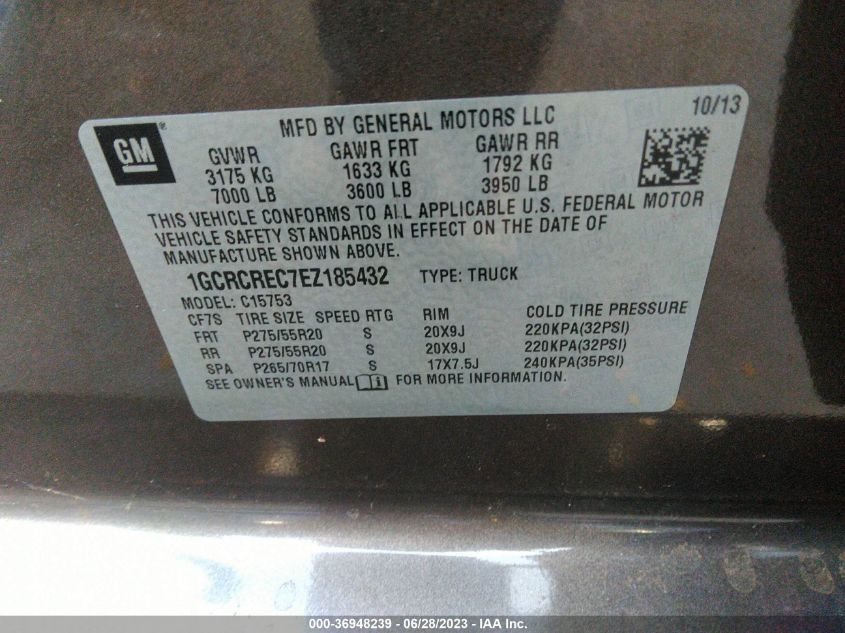 GM®
MFD BY GENERAL MOTORS LLC
10/13
GVWR GAWR FRT GAWR RR
3175 KG 1633 KG 1792 KG
7000 LB 3600 LB 3950 LB
THIS VEHICLE CONFORMS TO ALL APPLICABLE U.S. FEDERAL MOTOR
VEHICLE SAFETY STANDARDS IN EFFECT ON THE DATE OF
MANUFACTURE SHOWN ABOVE.
1GCRCREC7EZ185432 TYPE: TRUCK
MODEL: C15753
CF7S TIRE SIZE SPEED RTG RIM COLD TIRE PRESSURE
FRT P275/55R20 S 20X9J 220KPA(32PSI)
RR P275/55R20 S 20X9J 220KPA(32PSI)
SPA P265/70R17 S 17X7.5J 240KPA(35PSI)
SEE OWNER'S MANUAL FOR MORE INFORMATION.
000-36948239 - 06/28/2023 - IAA Inc.